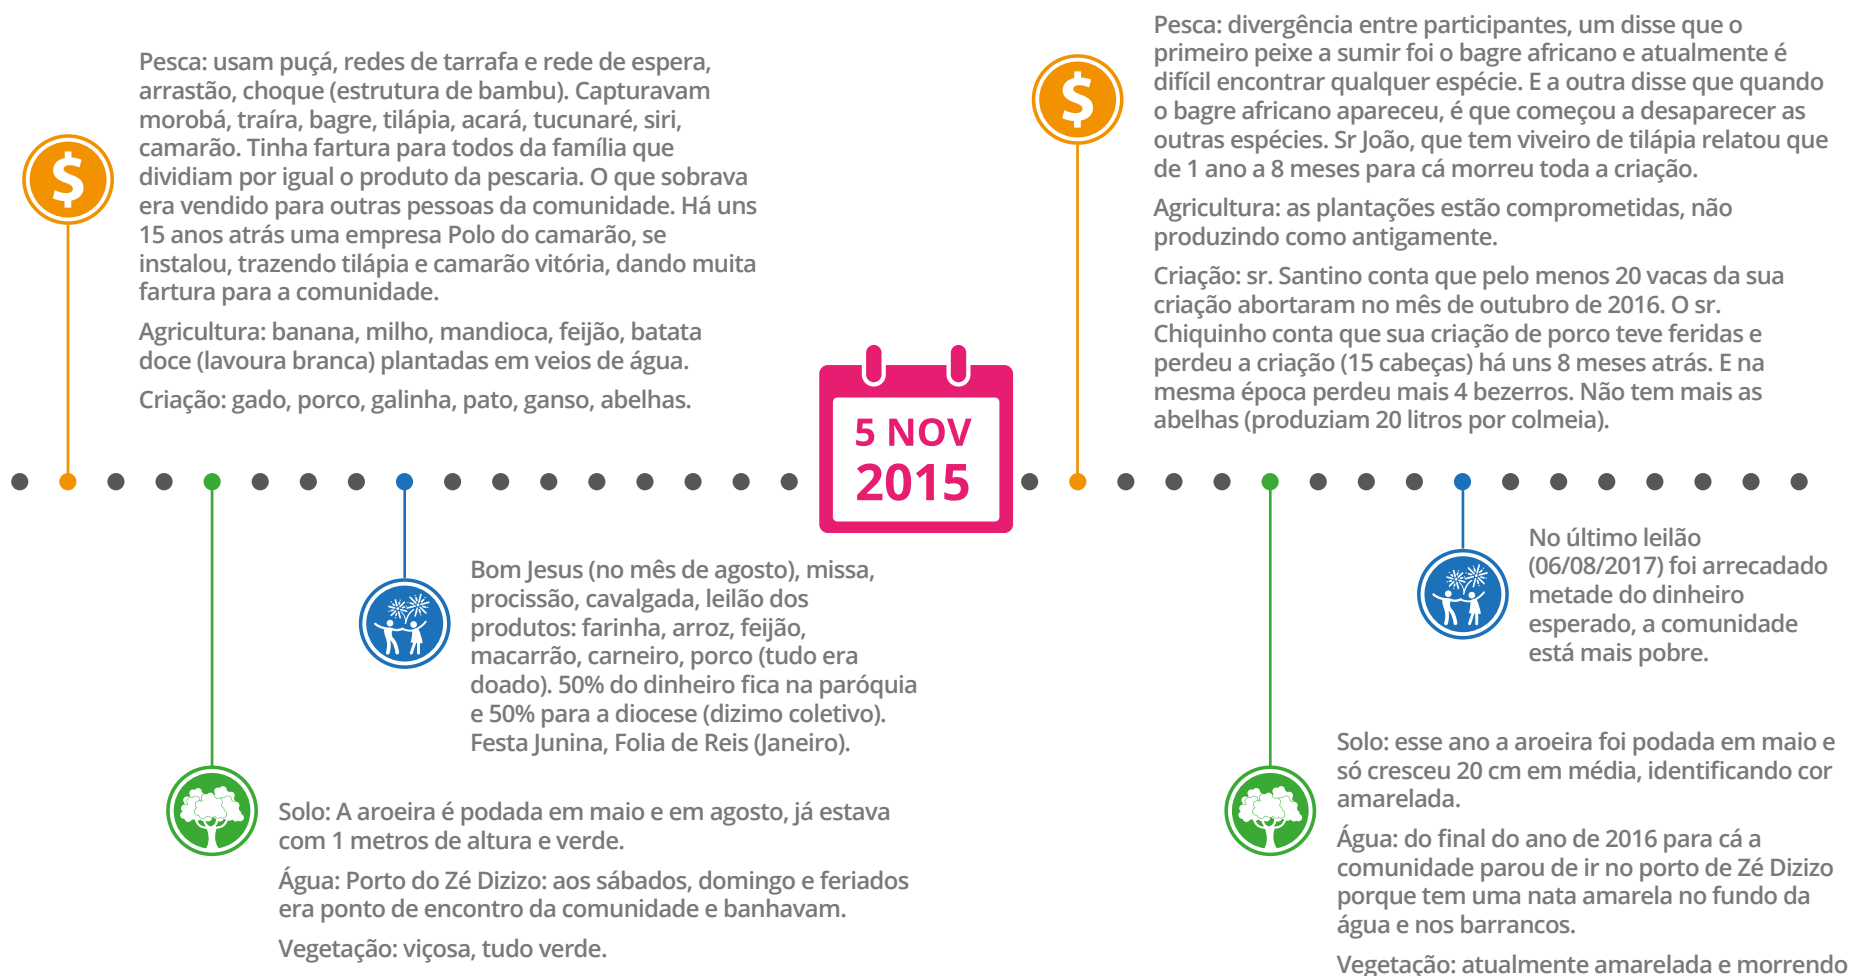 Pesca: usam puçá, redes de tarrafa e rede de espera,
arrastão, choque (estrutura de bambu). Capturavam
morobá, traíra, bagre, tilápia, acará, tucunaré, siri,
camarão. Tinha fartura para todos da família que
dividiam por igual o produto da pescaria. O que sobrava
era vendido para outras pessoas da comunidade. Há uns
15 anos atrás uma empresa Polo do camarão, se
instalou, trazendo tilápia e camarão vitória, dando muita
fartura para a comunidade.
Agricultura: banana, milho, mandioca, feijão, batata
doce (lavoura branca) plantadas em veios de água.
Criação: gado, porco, galinha, pato, ganso, abelhas.
$
Bom Jesus (no mês de agosto), missa,
procissão, cavalgada, leilão dos
produtos: farinha, arroz, feijão,
macarrão, carneiro, porco (tudo era
doado). 50% do dinheiro fica na paróquia
e 50% para a diocese (dizimo coletivo).
Festa Junina, Folia de Reis (Janeiro).
Solo: A aroeira é podada em maio e em agosto, já estava
com 1 metros de altura e verde.
Água: Porto do Zé Dizizo: aos sábados, domingo e feriados
era ponto de encontro da comunidade e banhavam.
Vegetação: viçosa, tudo verde.
5 NOV
2015
Pesca: divergência entre participantes, um disse que o
primeiro peixe a sumir foi o bagre africano e atualmente é
difícil encontrar qualquer espécie. E a outra disse que quando
o bagre africano apareceu, é que começou a desaparecer as
outras espécies. Sr João, que tem viveiro de tilápia relatou que
de 1 ano a 8 meses para cá morreu toda a criação.
Agricultura: as plantações estão comprometidas, não
produzindo como antigamente.
Criação: sr. Santino conta que pelo menos 20 vacas da sua
criação abortaram no mês de outubro de 2016. O sr.
Chiquinho conta que sua criação de porco teve feridas e
perdeu a criação (15 cabeças) há uns 8 meses atrás. E na
mesma época perdeu mais 4 bezerros. Não tem mais as
abelhas (produziam 20 litros por colmeia).
$
No último leilão
(06/08/2017) foi arrecadado
metade do dinheiro
esperado, a comunidade
está mais pobre.
Solo: esse ano a aroeira foi podada em maio e
só cresceu 20 cm em média, identificando cor
amarelada.
Água: do final do ano de 2016 para cá a
comunidade parou de ir no porto de Zé Dizizo
porque tem uma nata amarela no fundo da
água e nos barrancos.
Vegetação: atualmente amarelada e morrendo